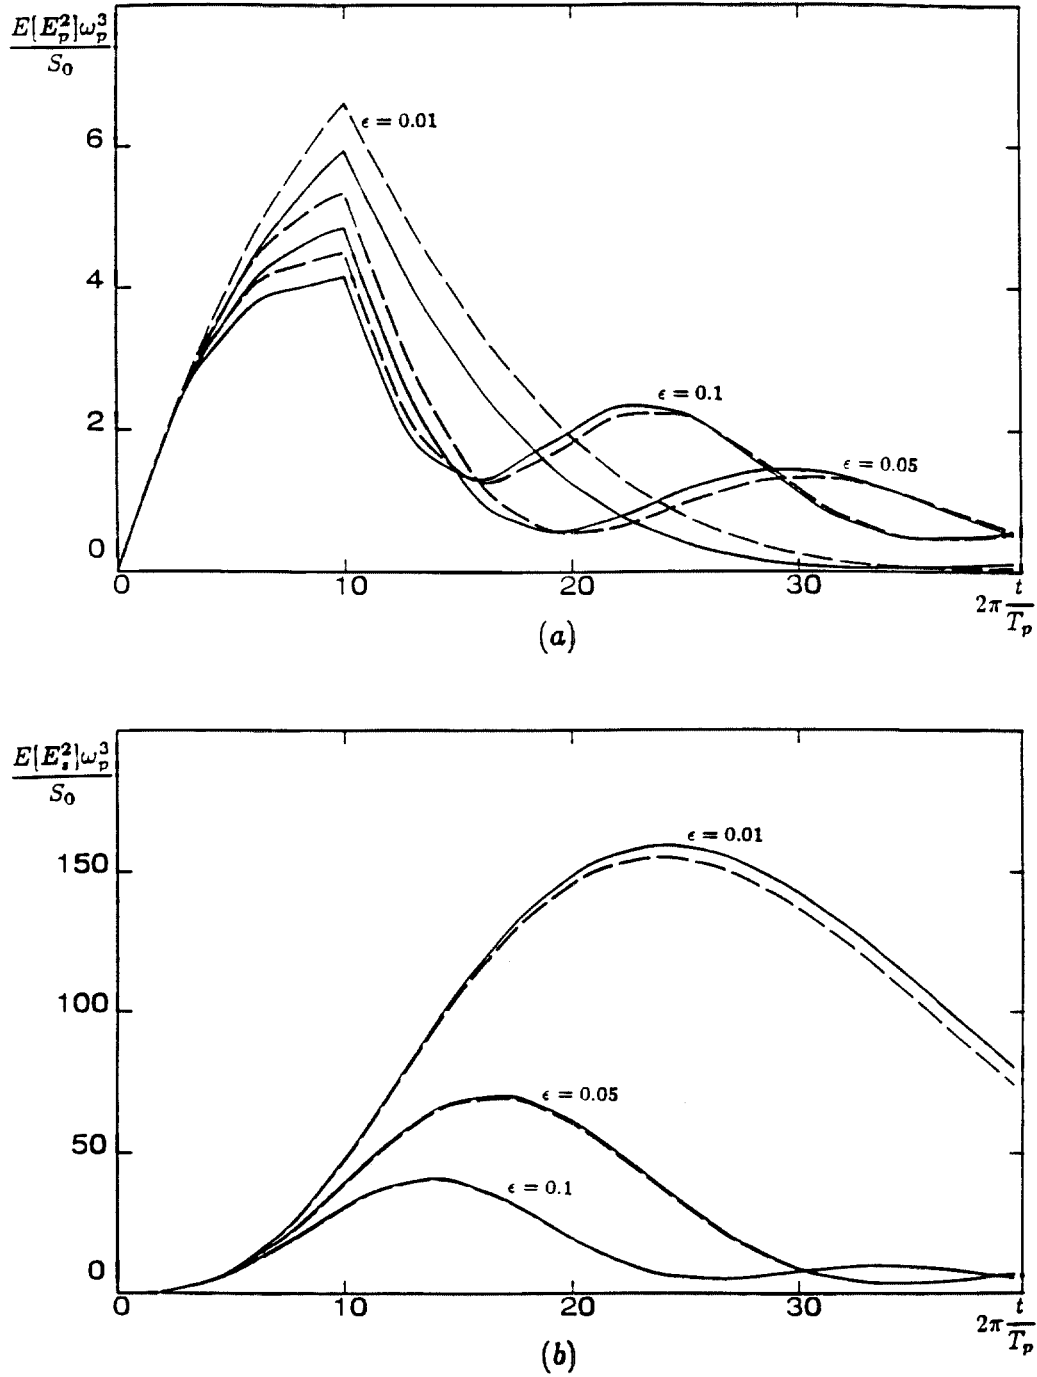 E[E_p^2]ω_p^3
S_0
6
4
2
0
ϵ = 0.01
ϵ = 0.1
ϵ = 0.05
0 10 20 30
2π t/T_p
(a)
E[E_s^2]ω_p^3
S_0
150
100
50
0
ϵ = 0.01
ϵ = 0.05
ϵ = 0.1
0 10 20 30
2π t/T_p
(b)